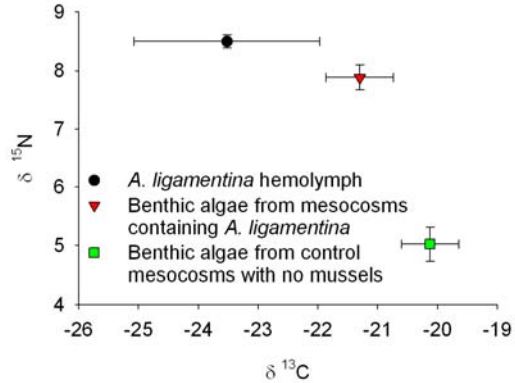 9
8
7
6
5
4
δ ¹⁵N
A. ligamentina hemolymph
Benthic algae from mesocosms
containing A. ligamentina
Benthic algae from control
mesocosms with no mussels
-26 -25 -24 -23 -22 -21 -20 -19
δ ¹³C